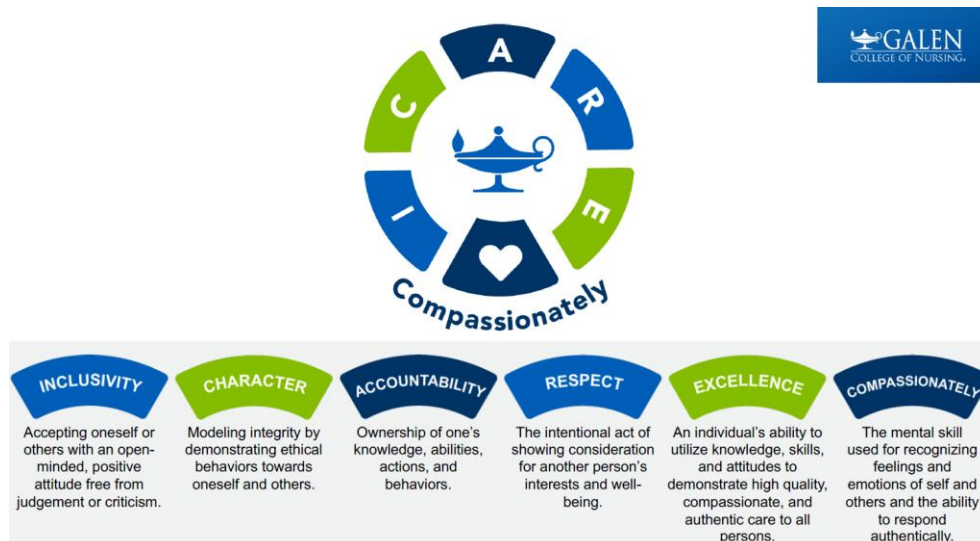 GALEN
COLLEGE OF NURSING®
I C A R E
Compassionately
INCLUSIVITY
Accepting oneself or
others with an open-
minded, positive
attitude free from
judgement or criticism.
CHARACTER
Modeling integrity by
demonstrating ethical
behaviors towards
oneself and others.
ACCOUNTABILITY
Ownership of one's
knowledge, abilities,
actions, and
behaviors.
RESPECT
The intentional act of
showing consideration
for another person's
interests and well-
being.
EXCELLENCE
An individual's ability to
utilize knowledge, skills,
and attitudes to
demonstrate high quality,
compassionate, and
authentic care to all
persons.
COMPASSIONATELY
The mental skill
used for recognizing
feelings and
emotions of self and
others and the ability
to respond
authentically.